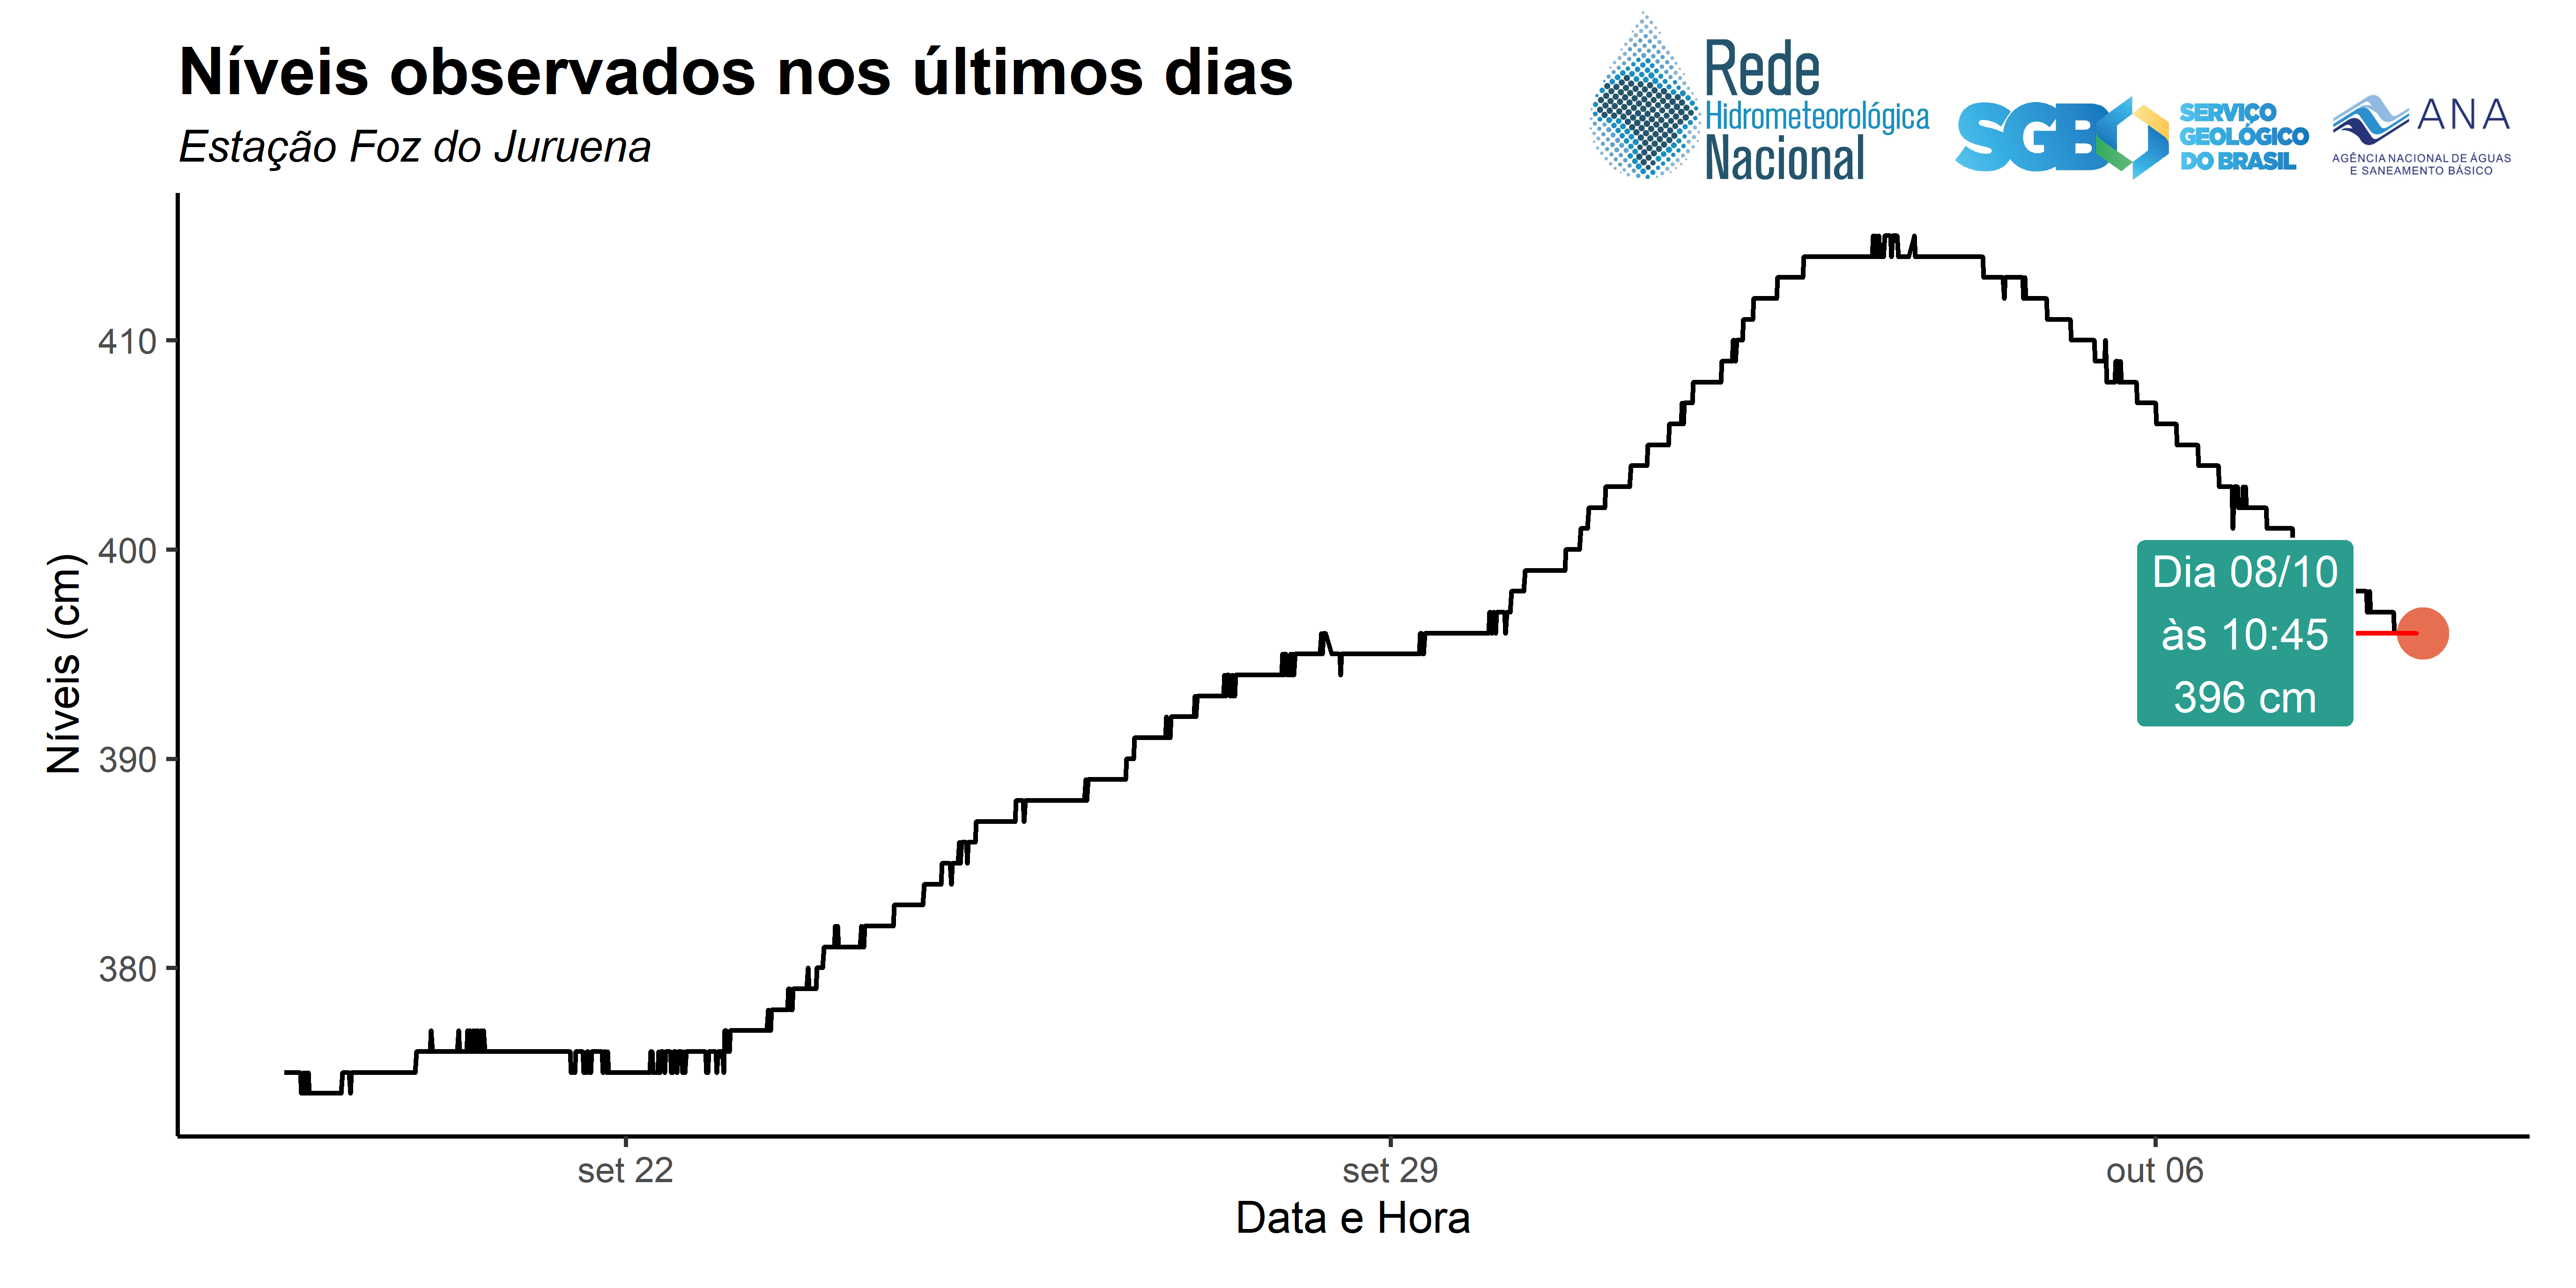 Níveis observados nos últimos dias
Estação Foz do Juruena
Rede
Hidrometeorológica
Nacional
SGB
SERVIÇO
GEOLÓGICO
DO BRASIL
ANA
AGÊNCIA NACIONAL DE ÁGUAS
E SANEAMENTO BÁSICO
Níveis (cm)
410
400
390
380
Dia 08/10
às 10:45
396 cm
set 22
set 29
out 06
Data e Hora